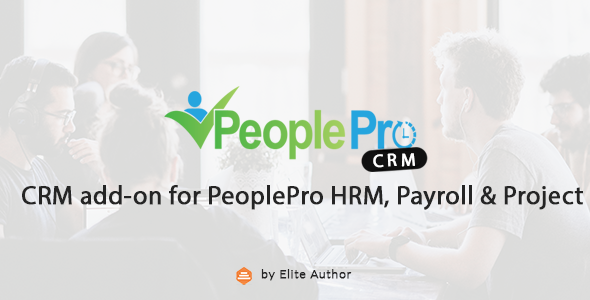 PeoplePro
CRM
CRM add-on for PeoplePro HRM, Payroll & Project
by Elite Author